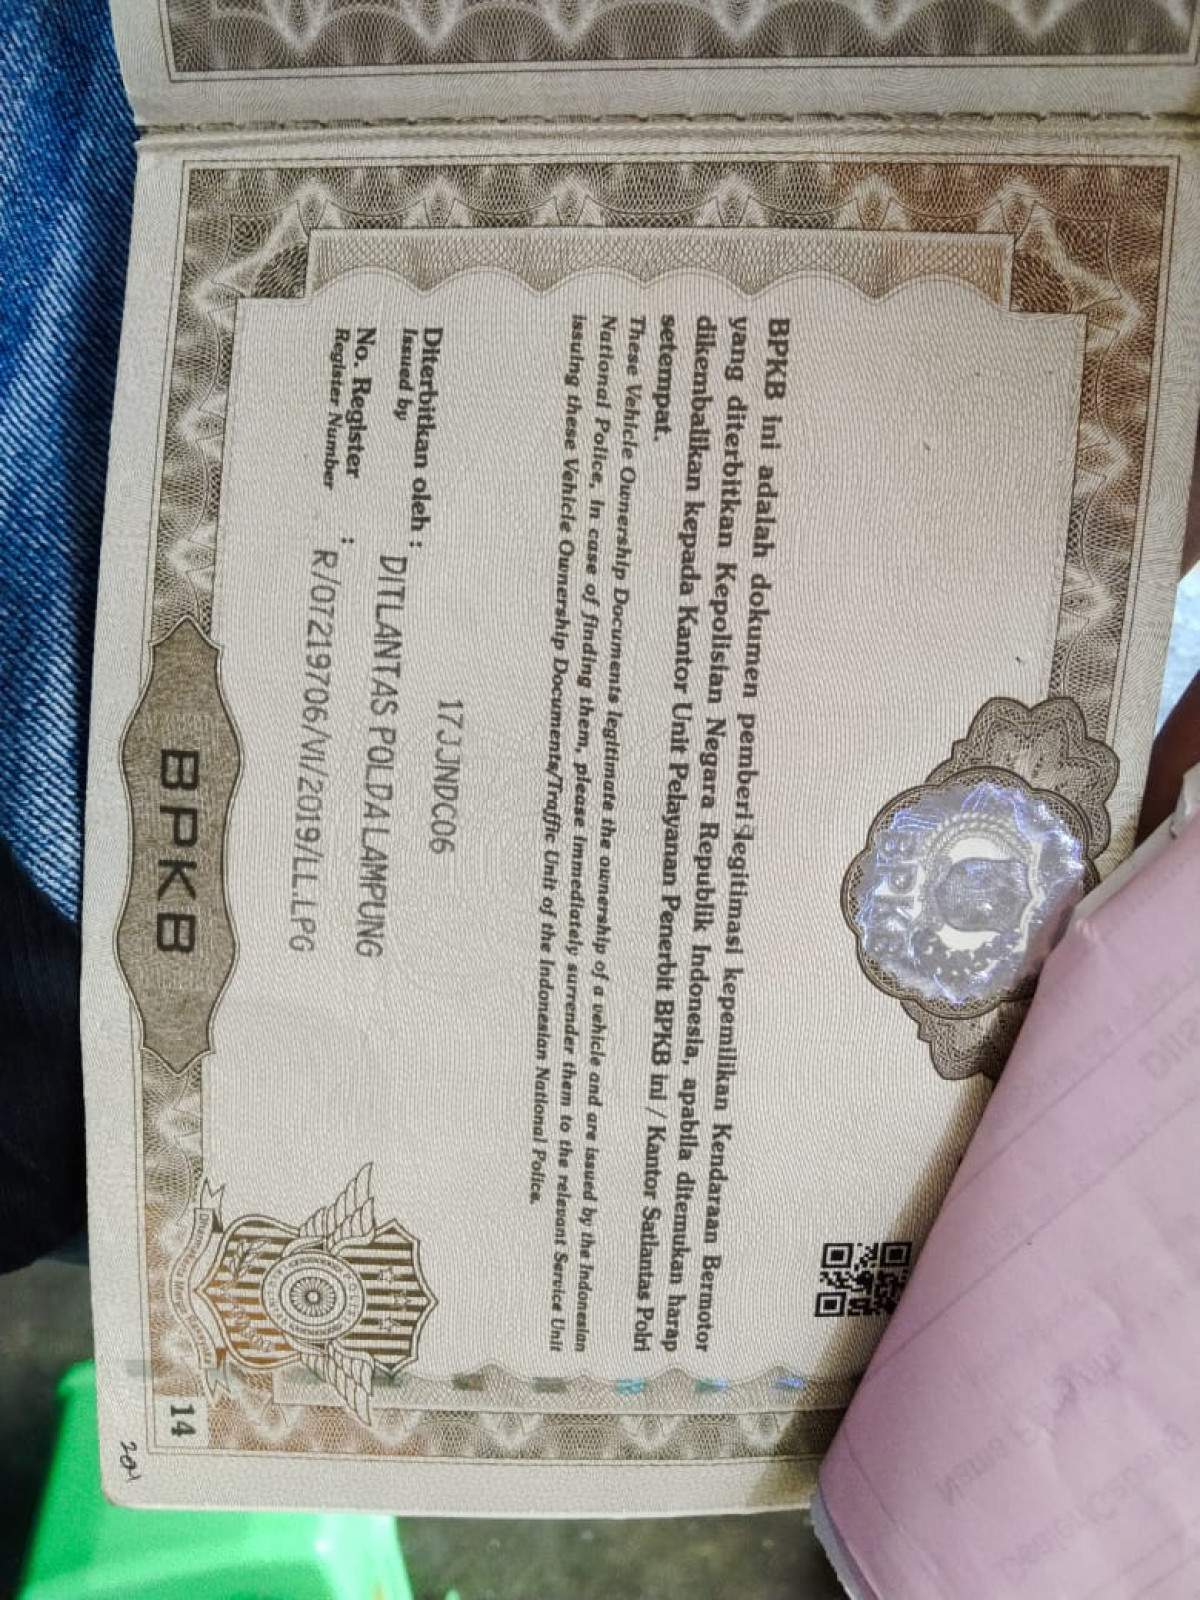 BPKB
BPKB ini adalah dokumen pemberi legitimasi kepemilikan Kendaraan Bermotor
yang diterbitkan Kepolisian Negara Republik Indonesia, apabila ditemukan harap
dikembalikan kepada Kantor Unit Pelayanan Penerbit BPKB ini / Kantor Satlantas Polri
setempat.
These Vehicle Ownership Documents legitimate the ownership of a vehicle and are issued by the Indonesian
National Police, In case of finding them, please immediately surrender them to the relevant Service Unit
issuing these Vehicle Ownership Documents/Traffic Unit of the Indonesian National Police.
17JJNDC06
Diterbitkan oleh :
Issued by
DITLANTAS POLDA LAMPUNG
No. Register :
Register Number
R/07219706/VI/2019/LL.LPG
BPKB
14
204